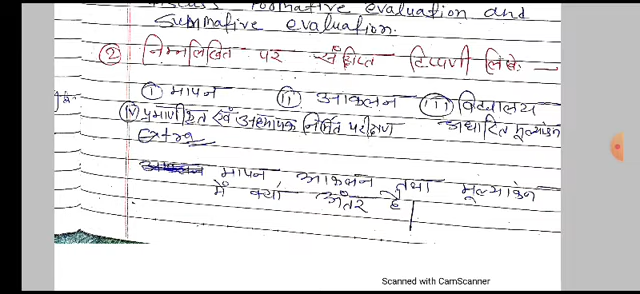 Discuss Formative evaluation and
Summative evaluation.
② निम्नलिखित पर संक्षिप्त टिप्पणी लिखे :—
ⓘ मापन ⓘⓘ आकलन ⓘⓘⓘ विद्यालय आधारित मूल्यांकन
ⓘⓥ प्रमाणीकृत एवं अध्यापक निर्मित परीक्षण
Extra
मापन, आकलन तथा मूल्यांकन
में क्या अंतर है|
Scanned with CamScanner